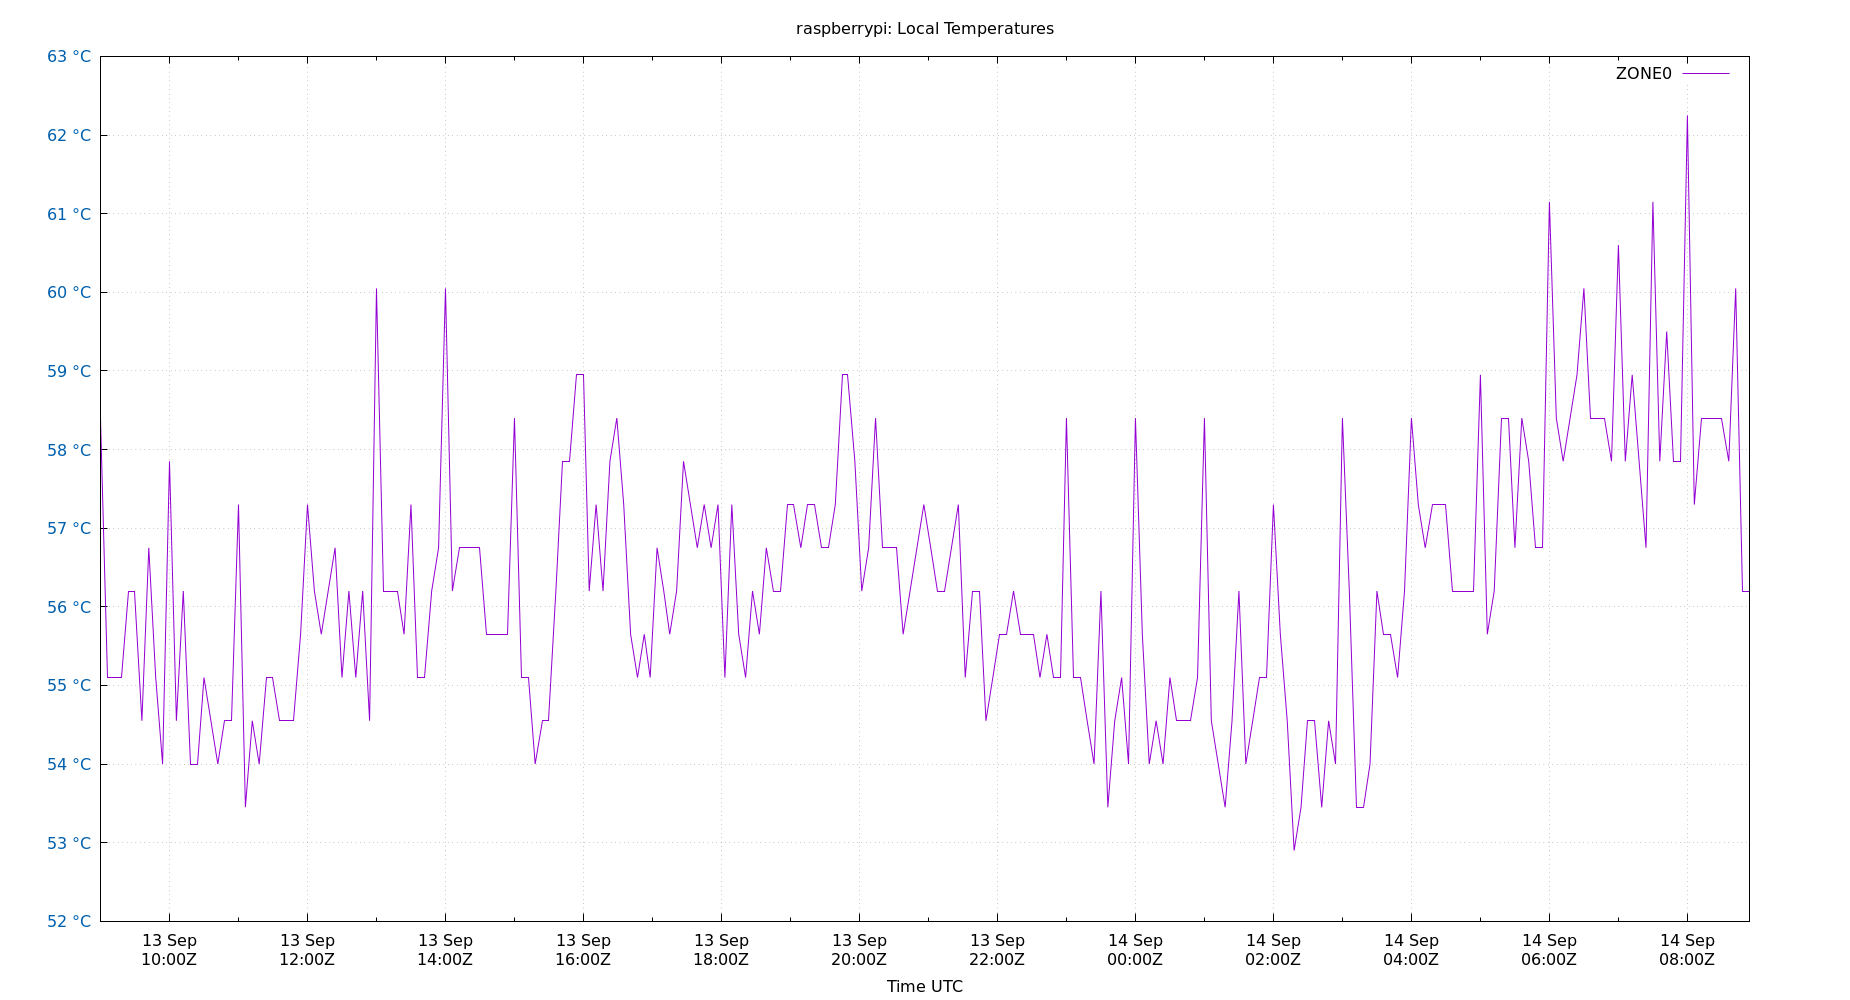 raspberrypi: Local Temperatures
63 °C
ZONE0
62 °C
61 °C
60 °C
59 °C
58 °C
57 °C
56 °C
55 °C
54 °C
53 °C
52 °C
13 Sep 13 Sep 13 Sep 13 Sep 13 Sep 13 Sep 13 Sep 14 Sep 14 Sep 14 Sep 14 Sep 14 Sep
10:00Z 12:00Z 14:00Z 16:00Z 18:00Z 20:00Z 22:00Z 00:00Z 02:00Z 04:00Z 06:00Z 08:00Z
Time UTC